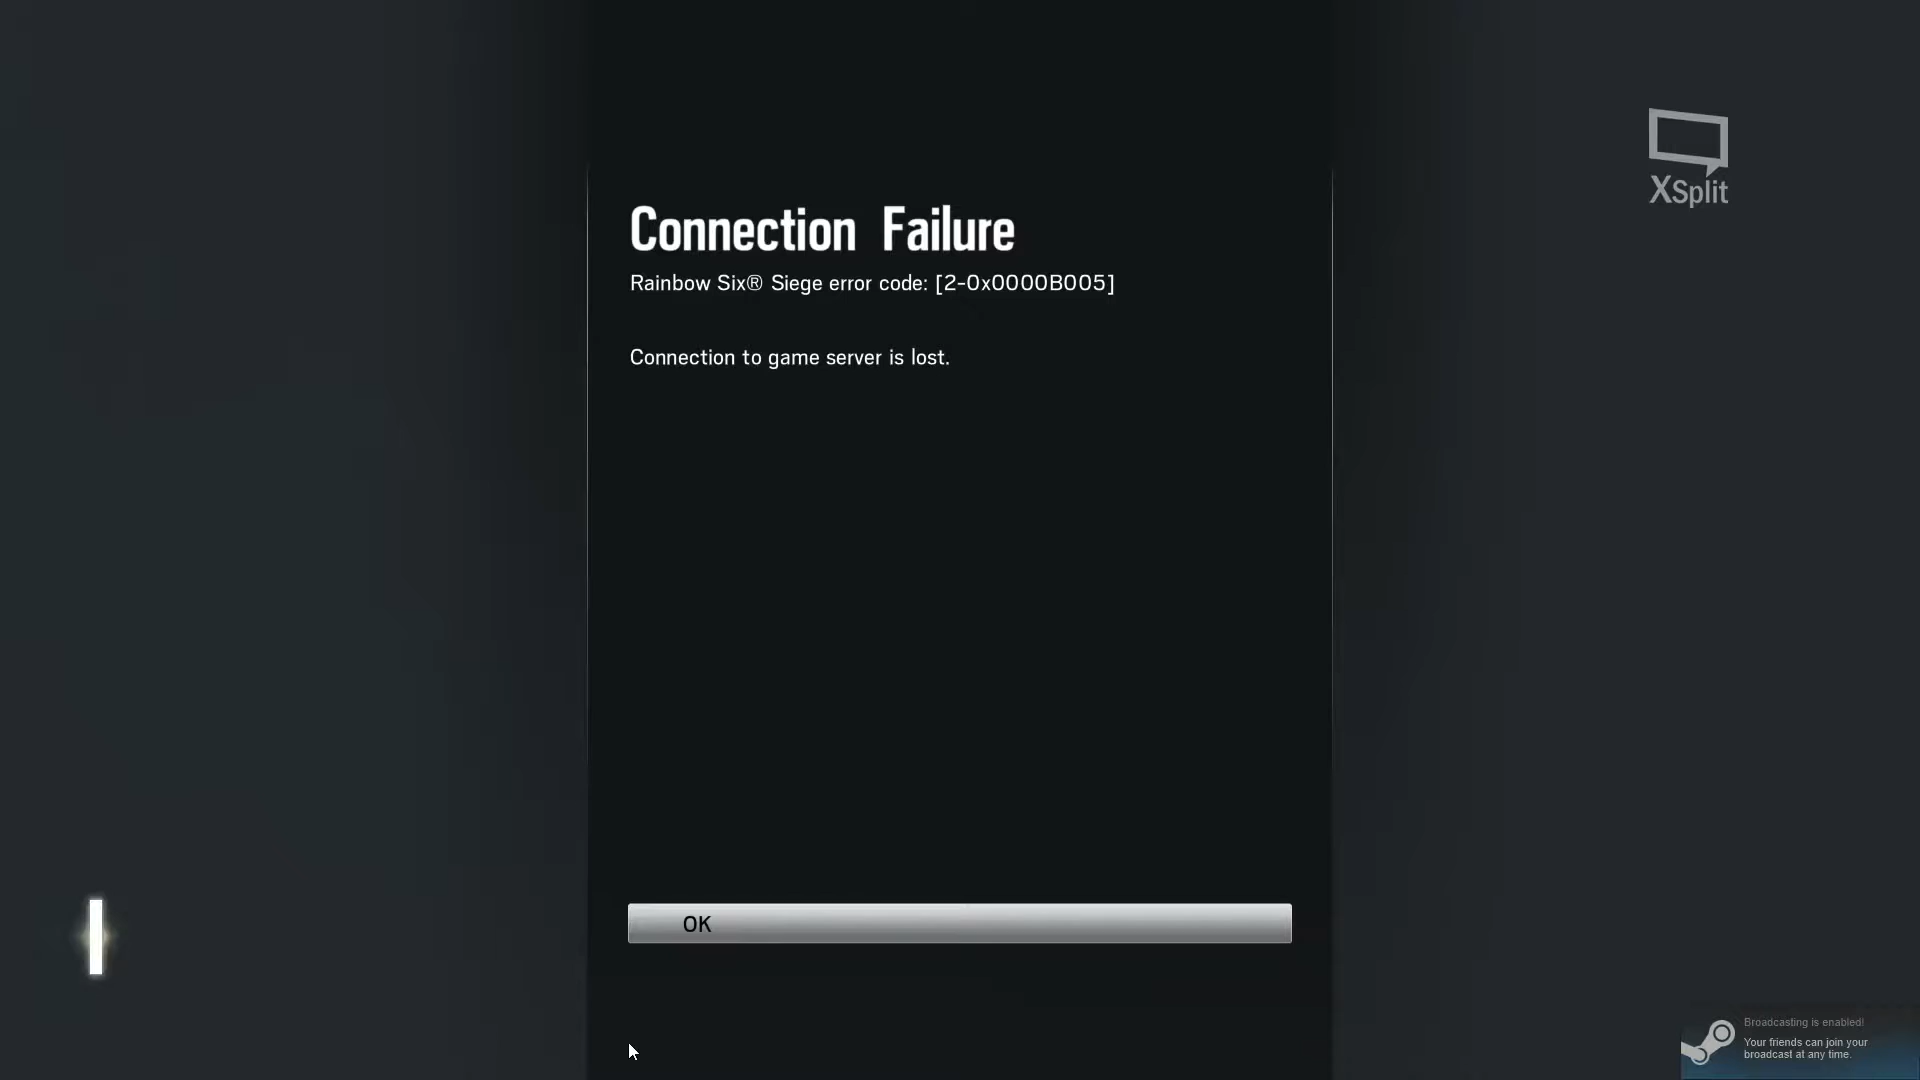 XSplit
Connection Failure
Rainbow Six® Siege error code: [2-0x0000B005]
Connection to game server is lost.
OK
Broadcasting is enabled!
Your friends can join your
broadcast at any time.